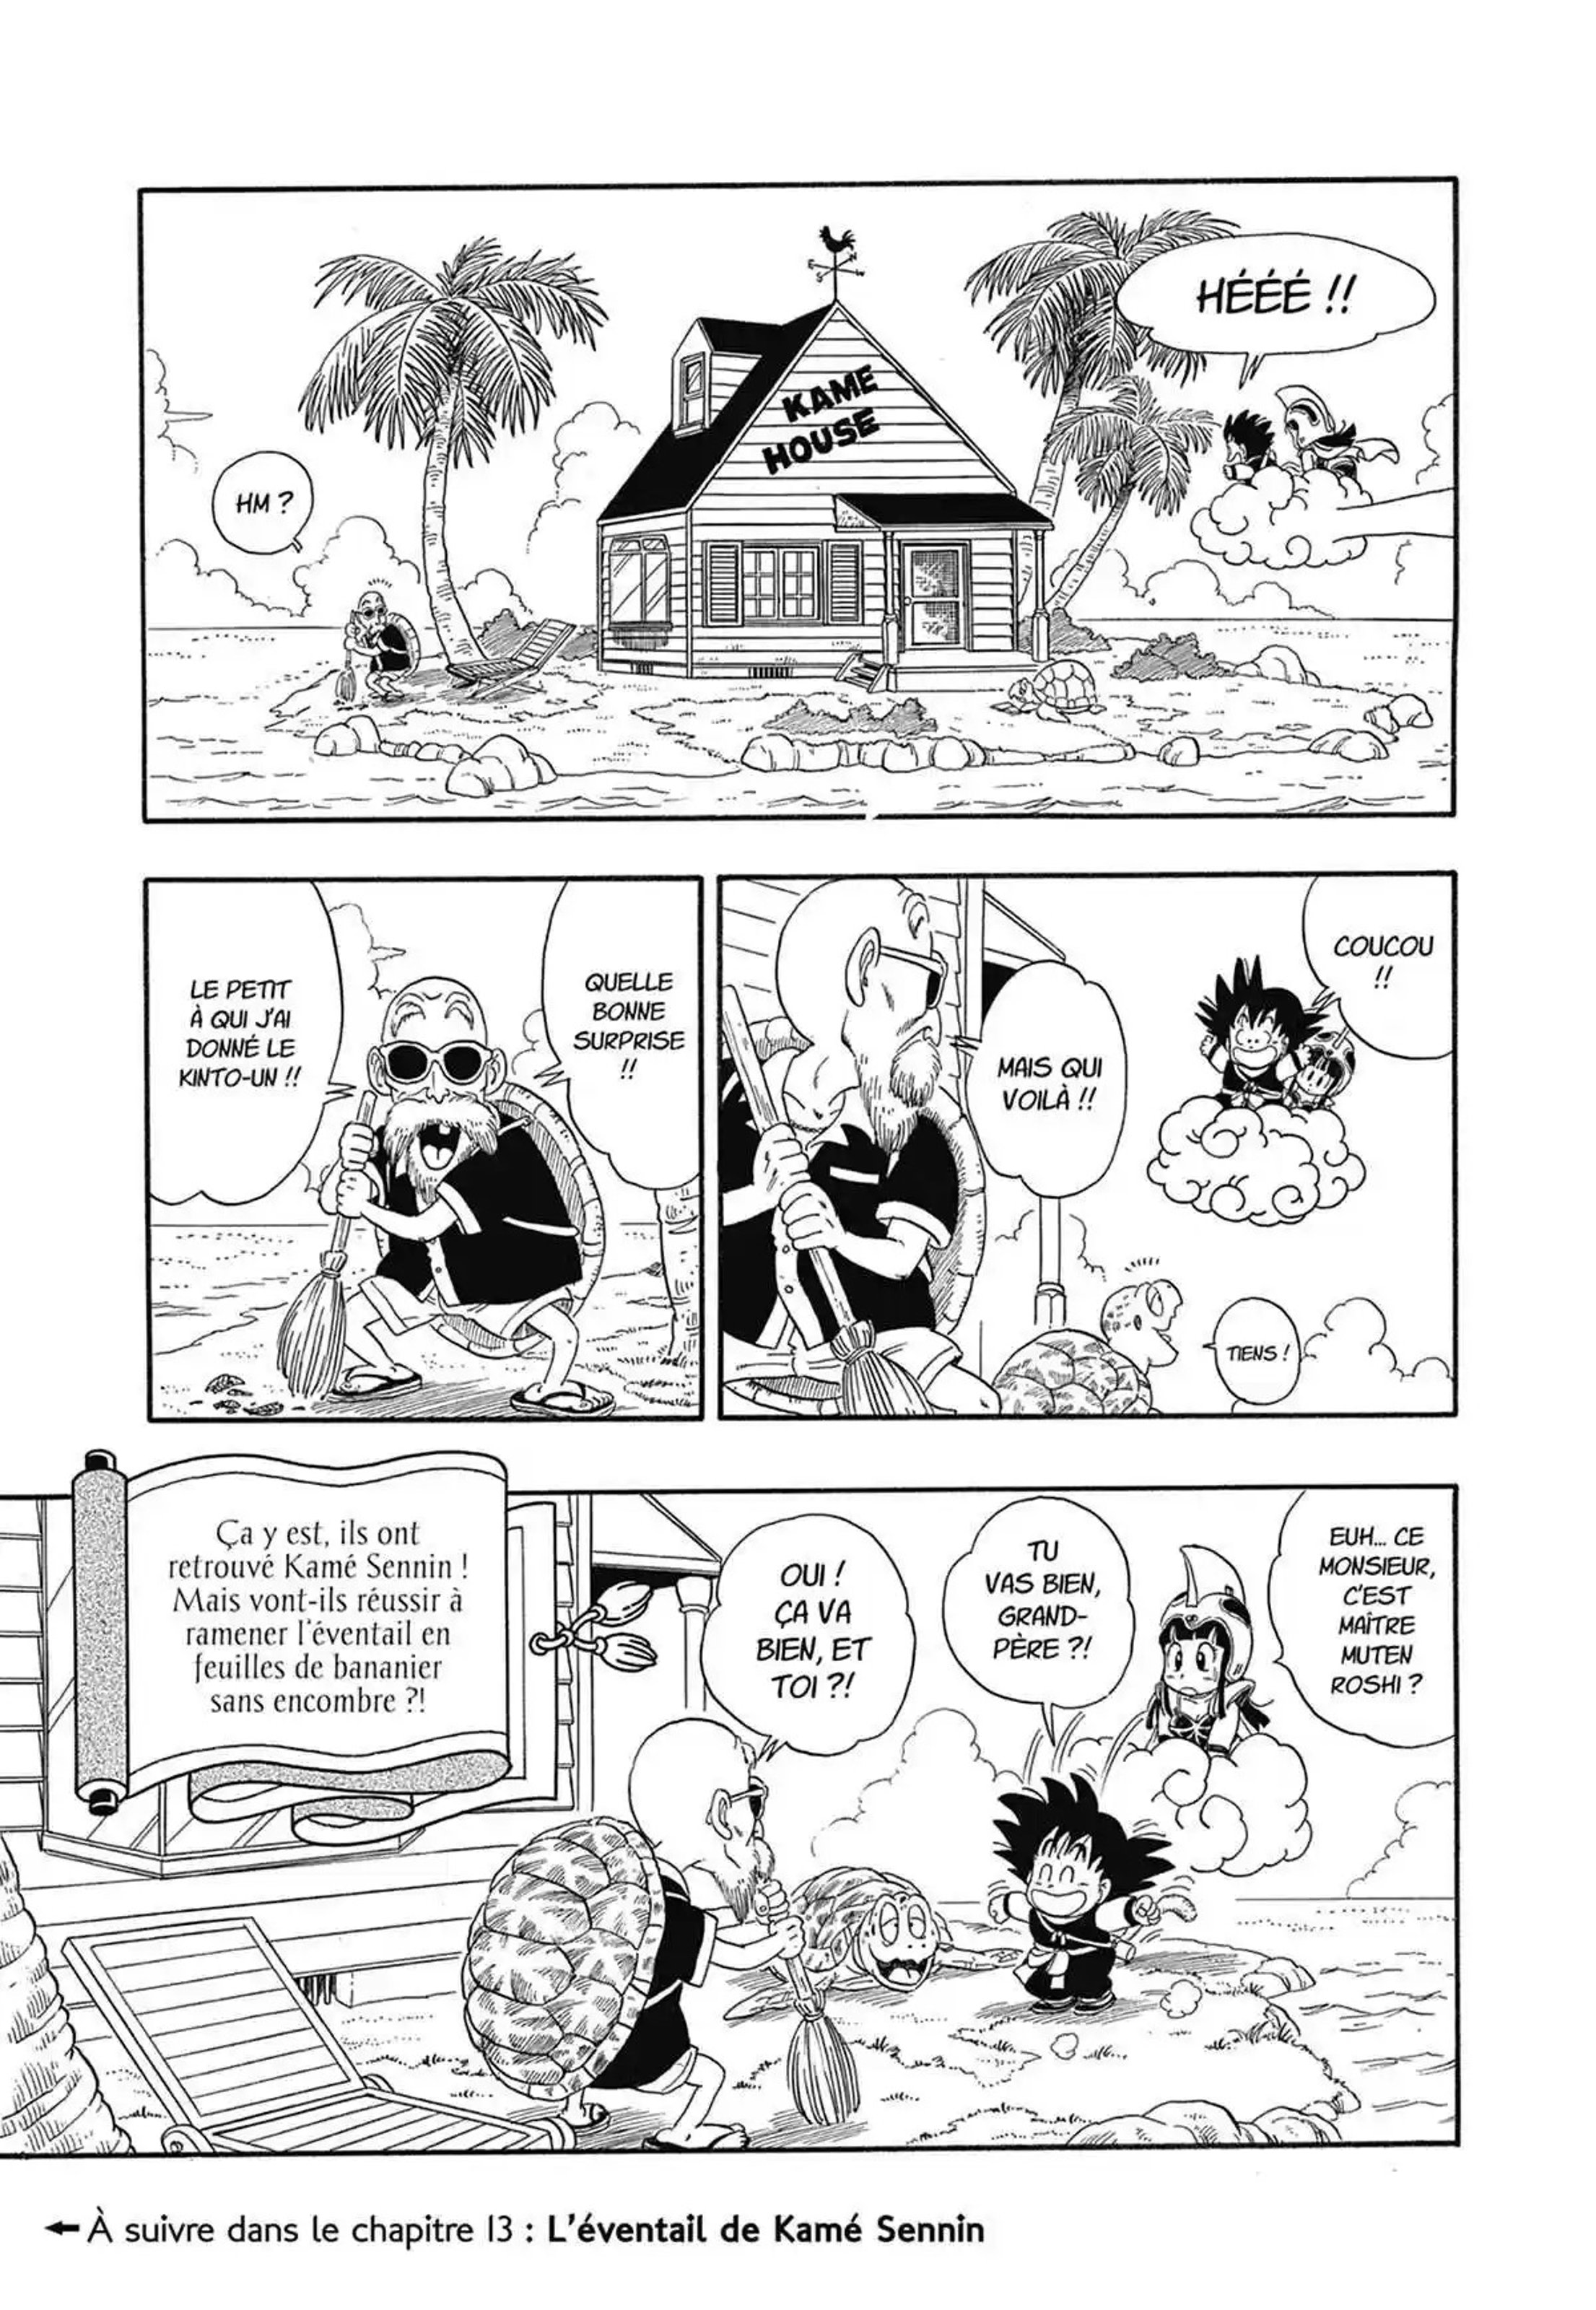 HÉÉÉ !!
KAME
HOUSE
HM ?
COUCOU
!!
MAIS QUI
VOILÀ !!
TIENS !
QUELLE
BONNE
SURPRISE
!!
LE PETIT
À QUI J'AI
DONNÉ LE
KINTO-UN !!
EUH... CE
MONSIEUR,
C'EST
MAÎTRE
MUTEN
ROSHI ?
TU
VAS BIEN,
GRAND-
PÈRE ?!
OUI !
ÇA VA
BIEN, ET
TOI ?!
Ça y est, ils ont
retrouvé Kamé Sennin !
Mais vont-ils réussir à
ramener l'éventail en
feuilles de bananier
sans encombre ?!
À suivre dans le chapitre 13 : L'éventail de Kamé Sennin